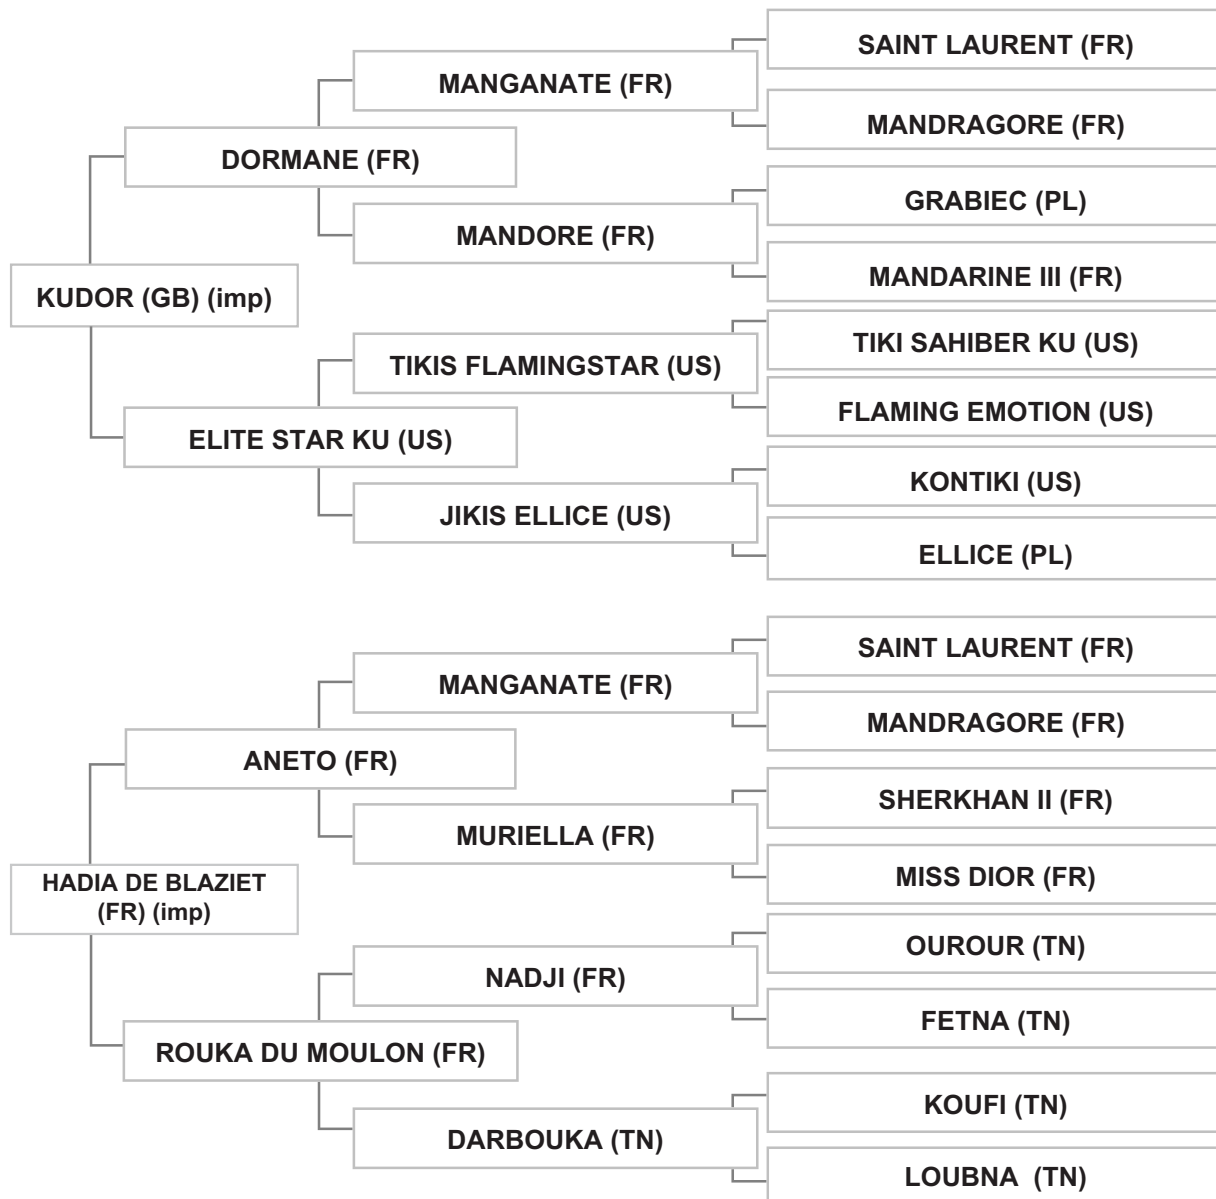 SAINT LAURENT (FR)
MANGANATE (FR)
MANDRAGORE (FR)
DORMANE (FR)
GRABIEC (PL)
MANDORE (FR)
MANDARINE III (FR)
KUDOR (GB) (imp)
TIKI SAHIBER KU (US)
TIKIS FLAMINGSTAR (US)
FLAMING EMOTION (US)
ELITE STAR KU (US)
KONTIKI (US)
JIKIS ELLICE (US)
ELLICE (PL)
SAINT LAURENT (FR)
MANGANATE (FR)
MANDRAGORE (FR)
ANETO (FR)
SHERKHAN II (FR)
MURIELLA (FR)
MISS DIOR (FR)
HADIA DE BLAZIET
(FR) (imp)
OUROUR (TN)
NADJI (FR)
FETNA (TN)
ROUKA DU MOULON (FR)
KOUFI (TN)
DARBOUKA (TN)
LOUBNA (TN)